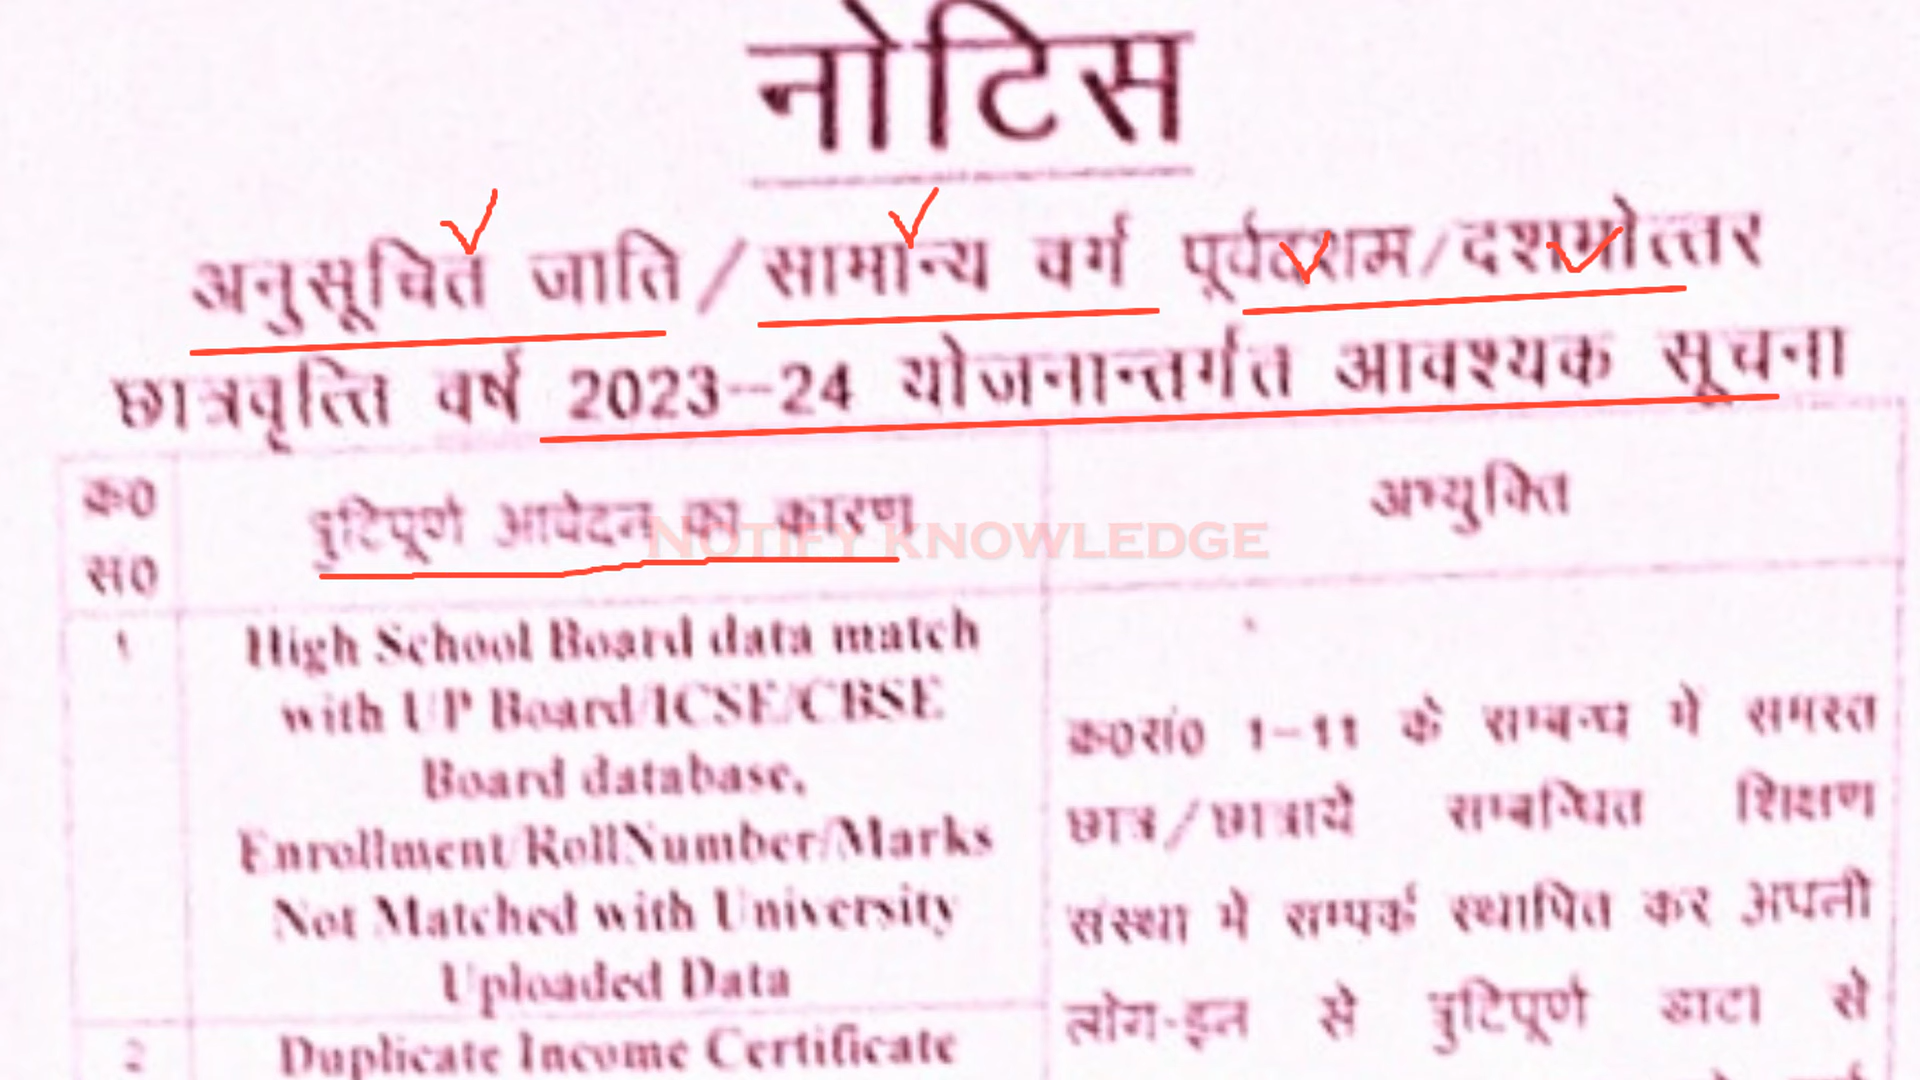 नोटिस
अनुसूचित जाति / सामान्य वर्ग पूर्वदशम/दशमोत्तर
छात्रवृत्ति वर्ष 2023–24 योजनान्तर्गत आवश्यक सूचना
क0
सं0
त्रुटिपूर्ण आवेदन का कारण
अभ्युक्ति
NOTIFY KNOWLEDGE
1
High School Board data match
with UP Board/ICSE/CBSE
Board database,
Enrollment/RollNumber/Marks
Not Matched with University
Uploaded Data
2
Duplicate Income Certificate
क0सं0 1–11 के सम्बन्ध में समस्त
छात्र/छात्रायें सम्बन्धित शिक्षण
संस्था में सम्पर्क स्थापित कर अपनी
लोग-इन से त्रुटिपूर्ण डाटा से